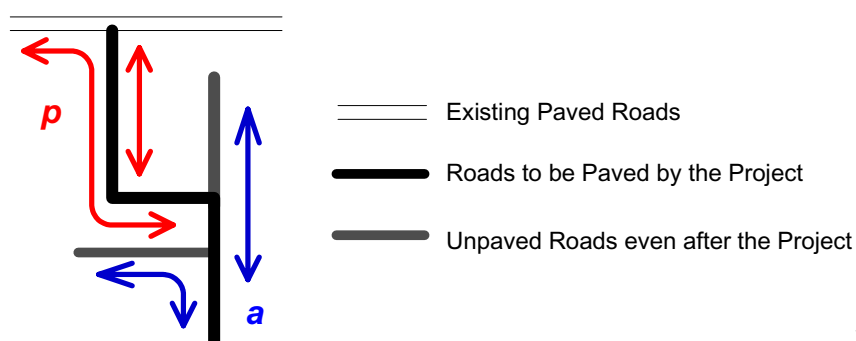 p
Existing Paved Roads
Roads to be Paved by the Project
Unpaved Roads even after the Project
a